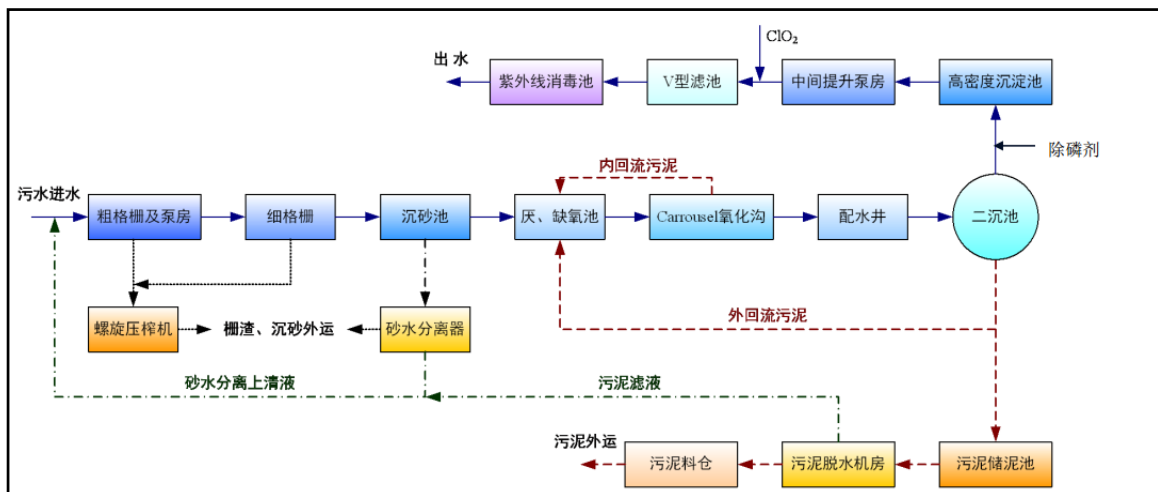 ClO₂
出 水
紫外线消毒池
V型滤池
中间提升泵房
高密度沉淀池
除磷剂
内回流污泥
污水进水
粗格栅及泵房
细格栅
沉砂池
厌、缺氧池
Carrousel氧化沟
配水井
二沉池
螺旋压榨机
栅渣、沉砂外运
砂水分离器
外回流污泥
砂水分离上清液
污泥滤液
污泥外运
污泥料仓
污泥脱水机房
污泥储泥池